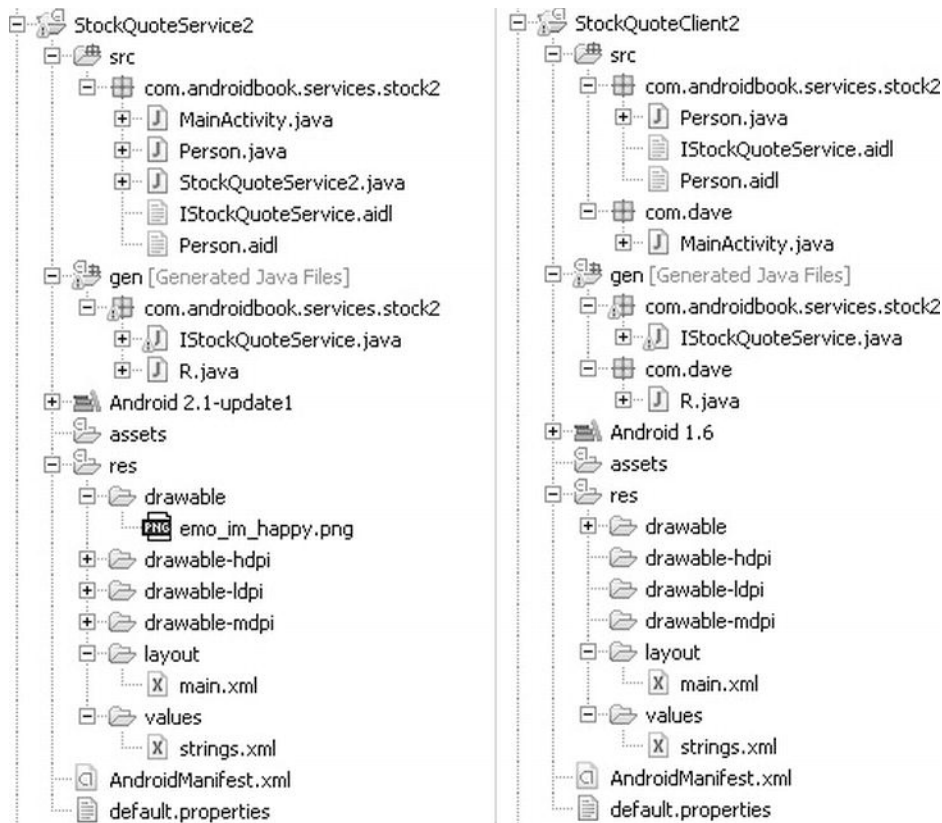 StockQuoteService2
src
com.androidbook.services.stock2
MainActivity.java
Person.java
StockQuoteService2.java
IStockQuoteService.aidl
Person.aidl
gen [Generated Java Files]
com.androidbook.services.stock2
IStockQuoteService.java
R.java
Android 2.1-update1
assets
res
drawable
emo_im_happy.png
drawable-hdpi
drawable-ldpi
drawable-mdpi
layout
main.xml
values
strings.xml
AndroidManifest.xml
default.properties
StockQuoteClient2
src
com.androidbook.services.stock2
Person.java
IStockQuoteService.aidl
Person.aidl
com.dave
MainActivity.java
gen [Generated Java Files]
com.androidbook.services.stock2
IStockQuoteService.java
com.dave
R.java
Android 1.6
assets
res
drawable
drawable-hdpi
drawable-ldpi
drawable-mdpi
layout
main.xml
values
strings.xml
AndroidManifest.xml
default.properties